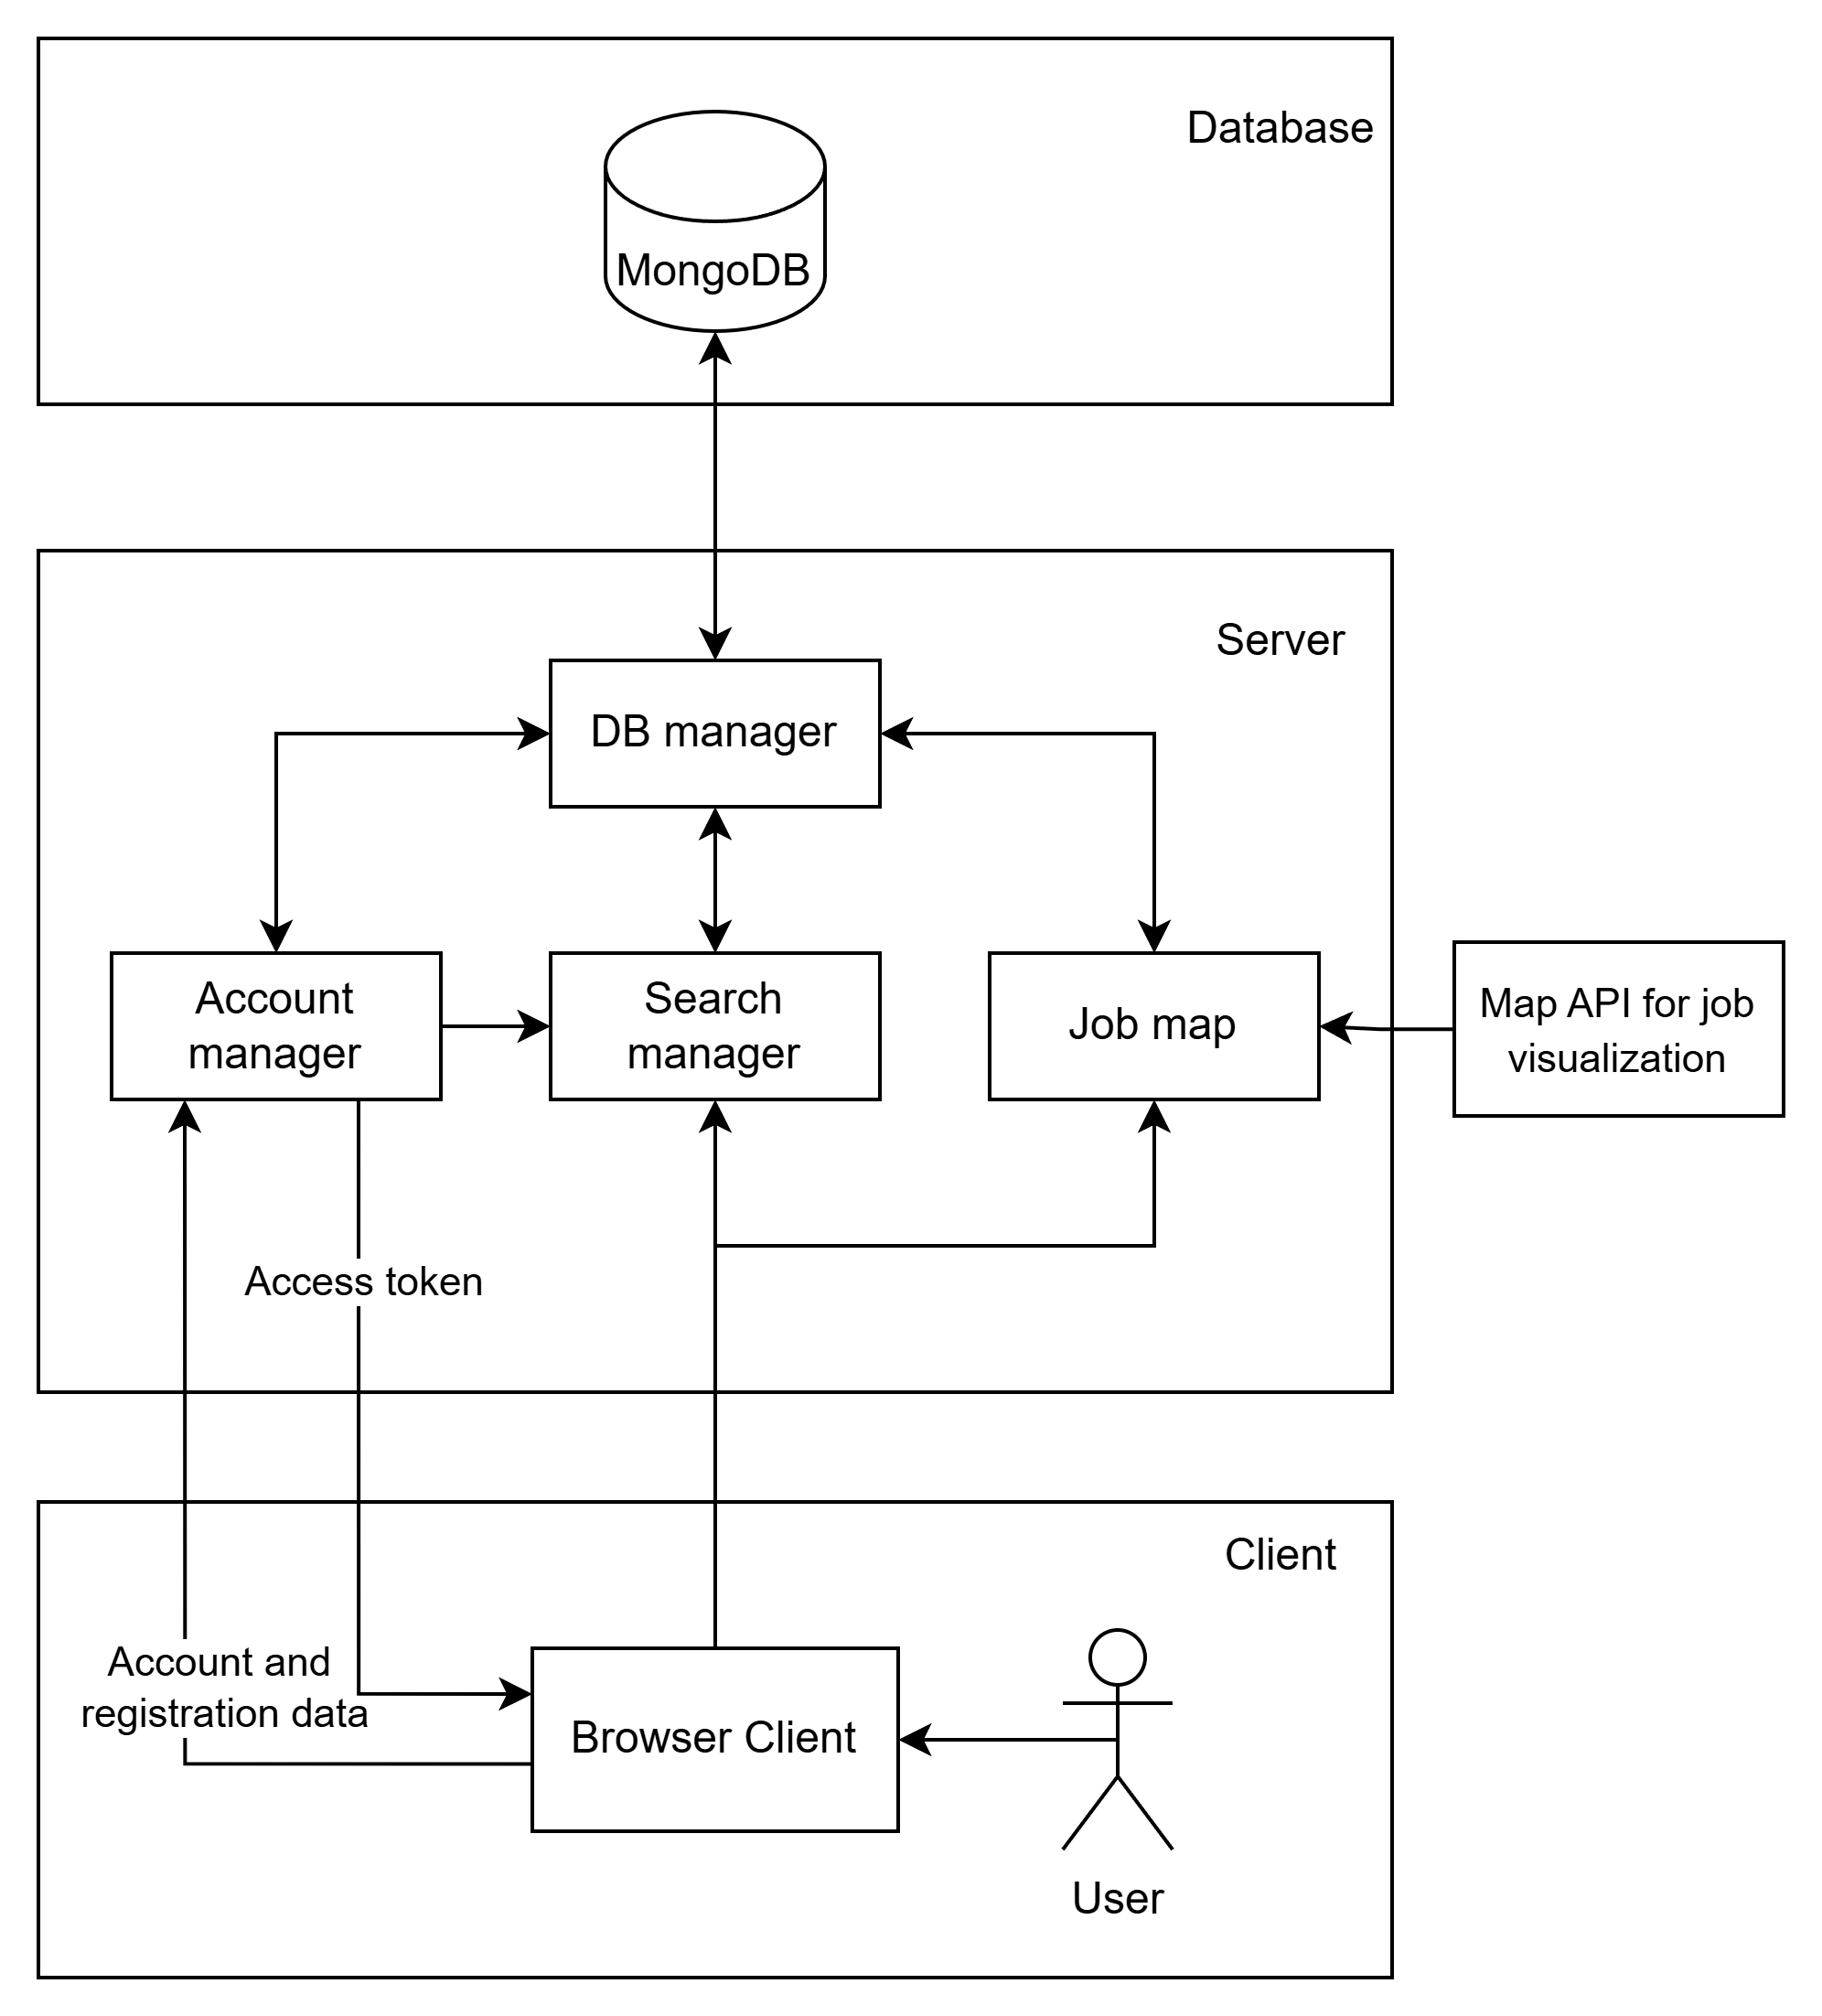 Database
MongoDB
Server
DB manager
Account
manager
Search
manager
Job map
Map API for job
visualization
Access token
Client
Account and
registration data
Browser Client
User